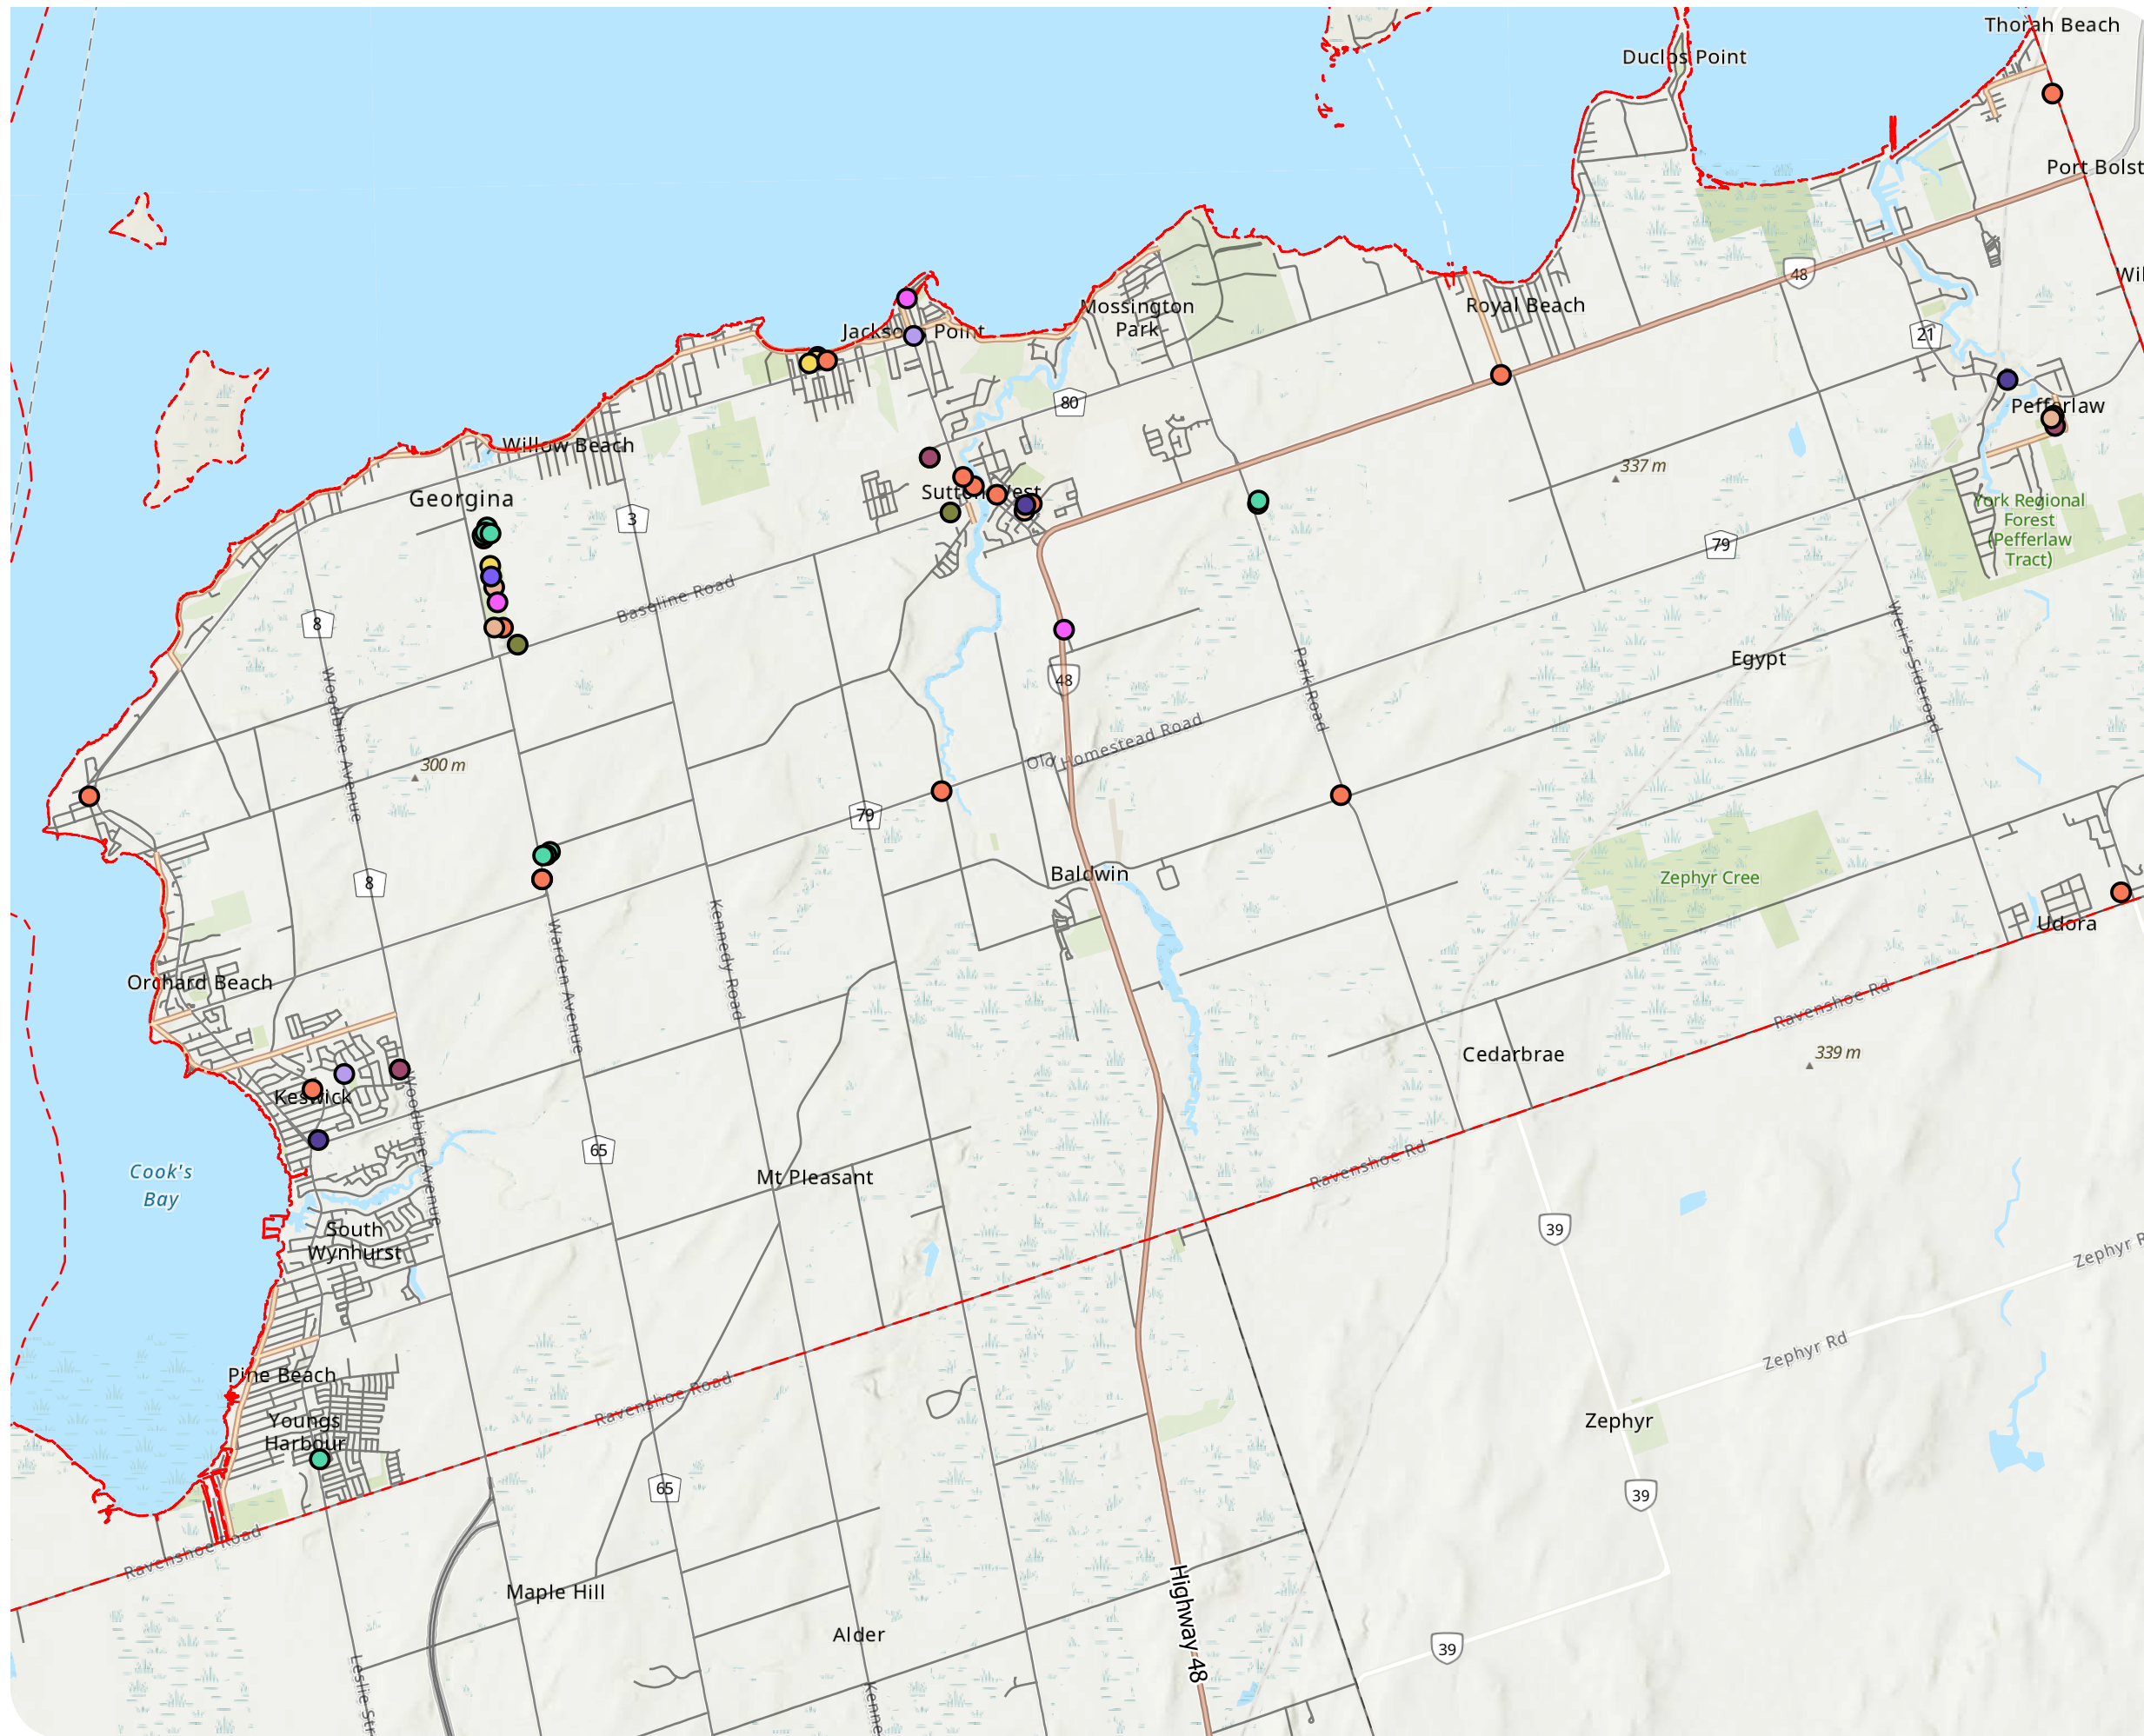 Thorah Beach
Duclos Point
Port Bolst
48
Wil
Royal Beach
Mossington
Park
Jacksons Point
21
80
Pefferlaw
Willow Beach
337 m
Georgina
Sutton West
3
York Regional
Forest
(Pefferlaw
Tract)
79
Baseline Road
8
Weir's Sideroad
Egypt
Park Road
48
Woodbine Avenue
Old Homestead Road
300 m
79
Baldwin
Zephyr Cree
8
Udora
Kennedy Road
Warden Avenue
Orchard Beach
Ravenshoe Rd
339 m
Cedarbrae
Keswick
Woodbine Avenue
65
Cook's
Bay
Mt Pleasant
Ravenshoe Rd
South
Wynhurst
39
Zephyr R
Zephyr Rd
Pine Beach
Ravenshoe Road
Youngs
Harbour
Zephyr
65
39
Ravenshoe Road
Maple Hill
Highway 48
Alder
39
Leslie Str
Kenne